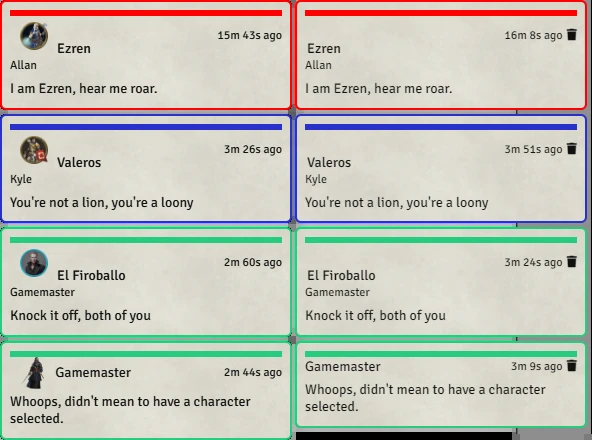 15m 43s ago
Ezren
Allan
I am Ezren, hear me roar.
3m 26s ago
Valeros
Kyle
You're not a lion, you're a loony
2m 60s ago
El Firoballo
Gamemaster
Knock it off, both of you
Gamemaster 2m 44s ago
Whoops, didn't mean to have a character
selected.
16m 8s ago
Ezren
Allan
I am Ezren, hear me roar.
3m 51s ago
Valeros
Kyle
You're not a lion, you're a loony
3m 24s ago
El Firoballo
Gamemaster
Knock it off, both of you
Gamemaster 3m 9s ago
Whoops, didn't mean to have a character
selected.